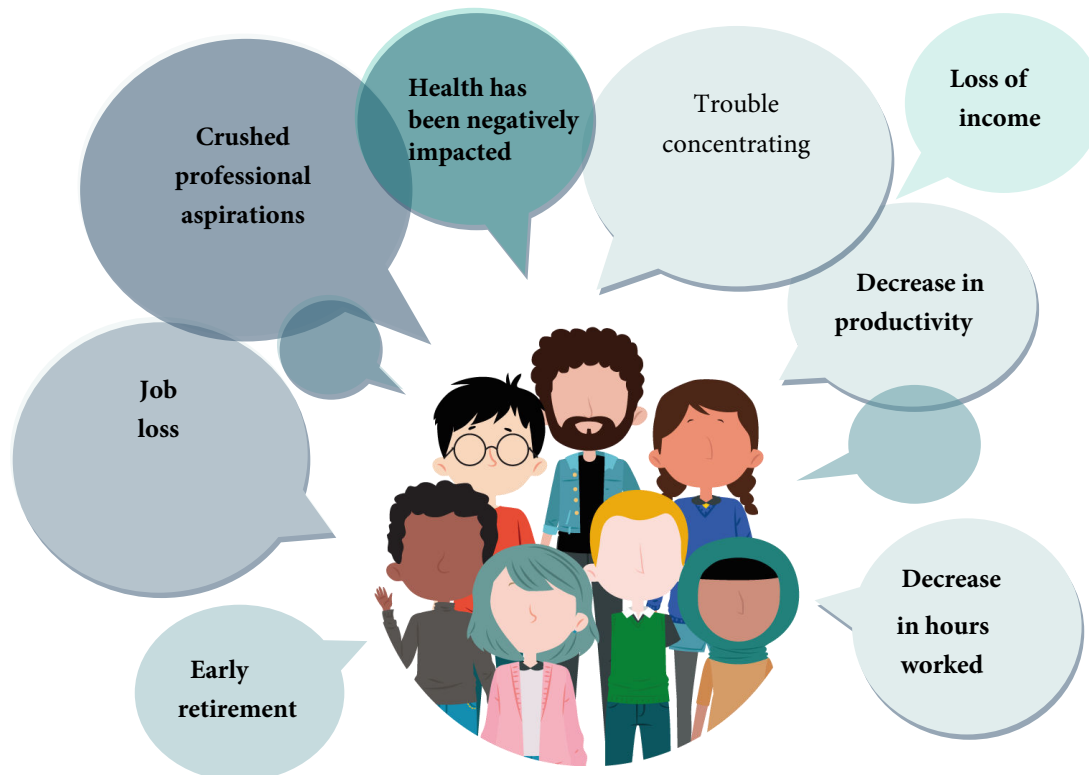 Crushed
professional
aspirations
Health has
been negatively
impacted
Trouble
concentrating
Loss of
income
Decrease in
productivity
Job
loss
Decrease
in hours
worked
Early
retirement